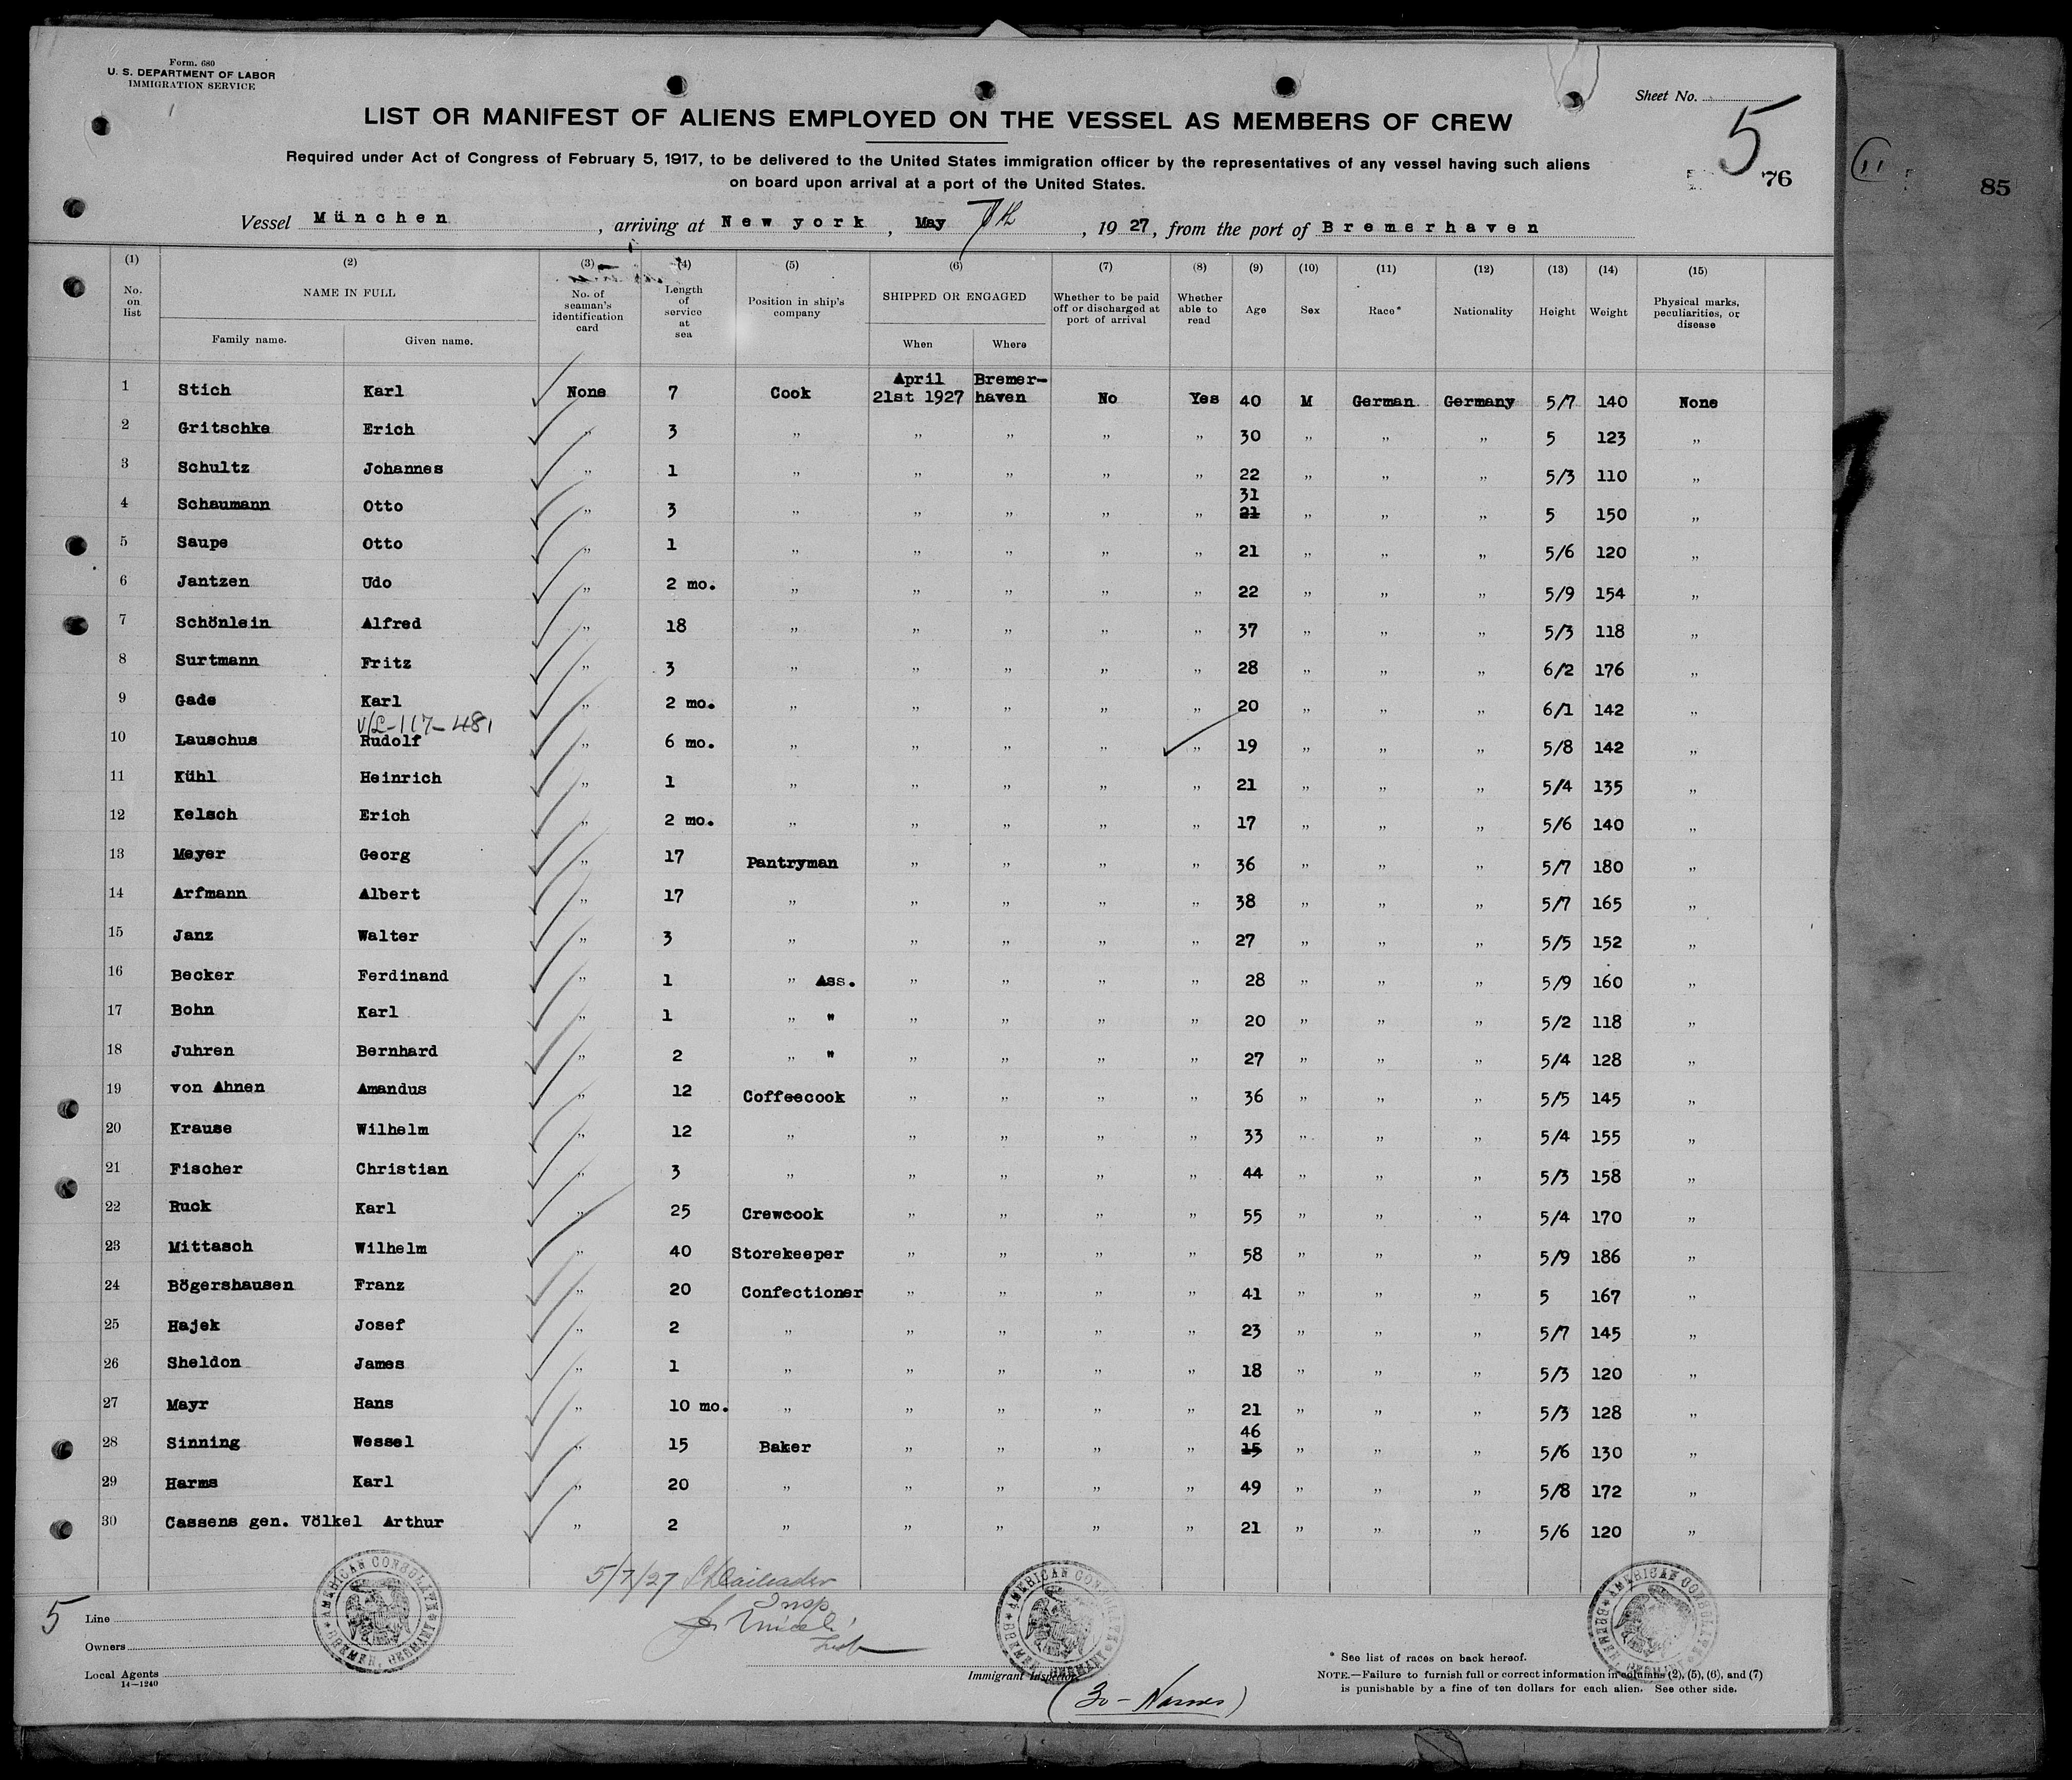 Form. 680
U. S. DEPARTMENT OF LABOR
IMMIGRATION SERVICE
Sheet No.
5
76
85
LIST OR MANIFEST OF ALIENS EMPLOYED ON THE VESSEL AS MEMBERS OF CREW
Required under Act of Congress of February 5, 1917, to be delivered to the United States immigration officer by the representatives of any vessel having such aliens
on board upon arrival at a port of the United States.
Vessel München, arriving at New york, May 7th, 1927, from the port of Bremerhaven
(1) (2) (3) (4) (5) (6) (7) (8) (9) (10) (11) (12) (13) (14) (15)
No. on list NAME IN FULL Family name. Given name. No. of seaman's identification card Length of service at sea Position in ship's company SHIPPED OR ENGAGED When Where Whether to be paid off or discharged at port of arrival Whether able to read Age Sex Race* Nationality Height Weight Physical marks, peculiarities, or disease
1 Stich Karl None 7 Cook April 21st 1927 Bremer-haven No Yes 40 M German Germany 5/7 140 None
2 Gritschke Erich " 3 " " " " " 30 " " " 5 123 "
3 Schultz Johannes " 1 " " " " " 22 " " " 5/3 110 "
4 Schaumann Otto " 3 " " " " " 31 21 " " " 5 150 "
5 Saupe Otto " 1 " " " " " 21 " " " 5/6 120 "
6 Jantzen Udo " 2 mo. " " " " " 22 " " " 5/9 154 "
7 Schönlein Alfred " 18 " " " " " 37 " " " 5/3 118 "
8 Surtmann Fritz " 3 " " " " " 28 " " " 6/2 176 "
9 Gade Karl " 2 mo. " " " " " 20 " " " 6/1 142 "
V/L-117-481
10 Lauschus Rudolf " 6 mo. " " " " " 19 " " " 5/8 142 "
11 Kühl Heinrich " 1 " " " " " 21 " " " 5/4 135 "
12 Kelsch Erich " 2 mo. " " " " " 17 " " " 5/6 140 "
13 Meyer Georg " 17 Pantryman " " " " 36 " " " 5/7 180 "
14 Arfmann Albert " 17 " " " " " 38 " " " 5/7 165 "
15 Janz Walter " 3 " " " " " 27 " " " 5/5 152 "
16 Becker Ferdinand " 1 " Ass. " " " " 28 " " " 5/9 160 "
17 Bohn Karl " 1 " " " " " " 20 " " " 5/2 118 "
18 Juhren Bernhard " 2 " " " " " " 27 " " " 5/4 128 "
19 von Ahnen Amandus " 12 Coffeecook " " " " 36 " " " 5/5 145 "
20 Krause Wilhelm " 12 " " " " " 33 " " " 5/4 155 "
21 Fischer Christian " 3 " " " " " 44 " " " 5/3 158 "
22 Ruck Karl " 25 Crewcook " " " " 55 " " " 5/4 170 "
23 Mittasch Wilhelm " 40 Storekeeper " " " " 58 " " " 5/9 186 "
24 Bögershausen Franz " 20 Confectioner " " " " 41 " " " 5 167 "
25 Hajek Josef " 2 " " " " " 23 " " " 5/7 145 "
26 Sheldon James " 1 " " " " " 18 " " " 5/3 120 "
27 Mayr Hans " 10 mo. " " " " " 21 " " " 5/3 128 "
28 Sinning Wessel " 15 Baker " " " " 46 15 " " " 5/6 130 "
29 Harms Karl " 20 " " " " " 49 " " " 5/8 172 "
30 Cassens gen. Völkel Arthur " 2 " " " " " 21 " " " 5/6 120 "
5/7/27
Insp
5
Line
Owners
Local Agents
14—1240
AMERICAN CONSULATE BREMEN, GERMANY
AMERICAN CONSULATE BREMEN, GERMANY
AMERICAN CONSULATE BREMEN, GERMANY
Immigrant Inspector.
(30 - Names)
* See list of races on back hereof.
NOTE.—Failure to furnish full or correct information in columns (2), (5), (6), and (7)
is punishable by a fine of ten dollars for each alien. See other side.